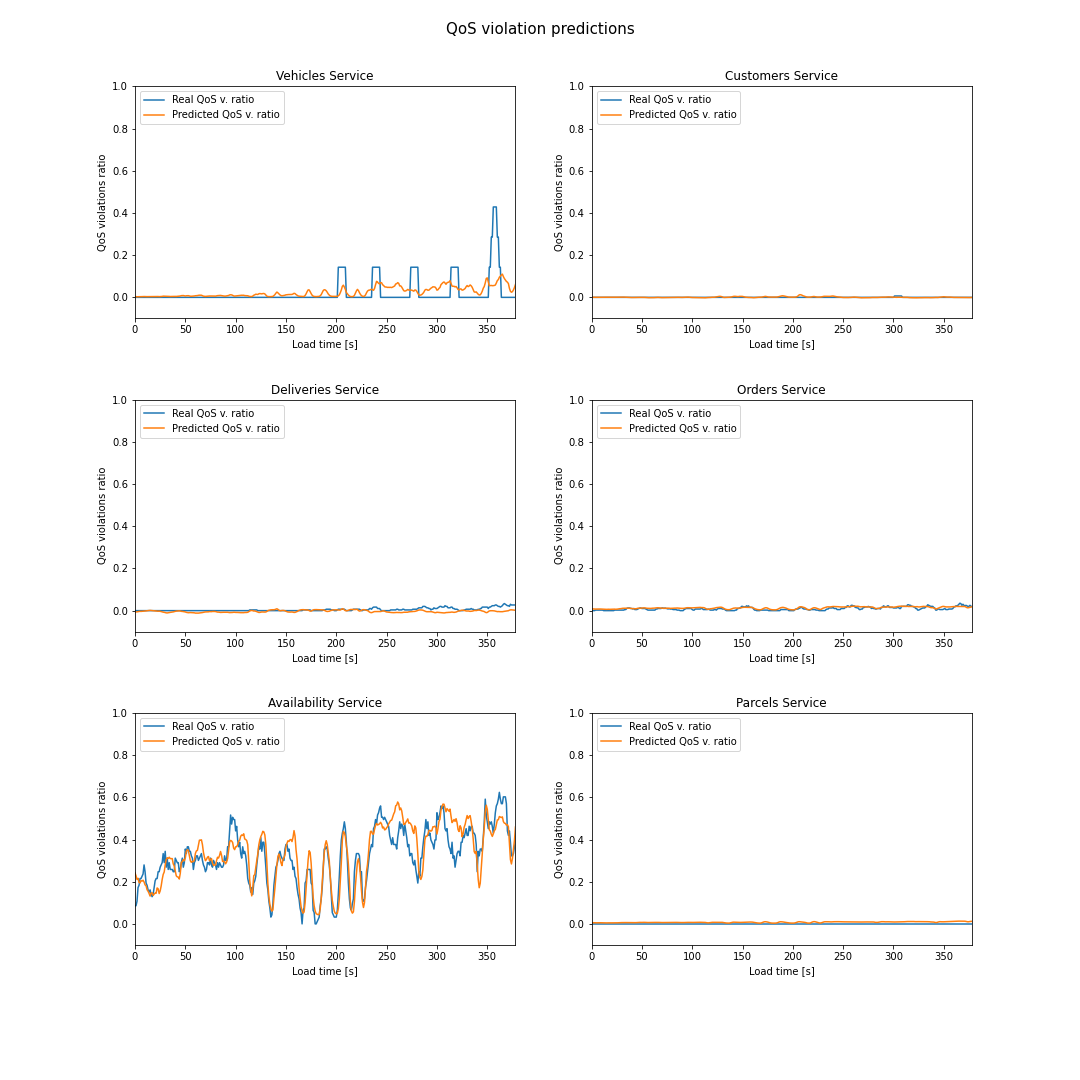 QoS violation predictions
Vehicles Service
1.0
0.8
0.6
0.4
0.2
0.0
QoS violations ratio
Real QoS v. ratio
Predicted QoS v. ratio
0 50 100 150 200 250 300 350
Load time [s]
Customers Service
1.0
0.8
0.6
0.4
0.2
0.0
QoS violations ratio
Real QoS v. ratio
Predicted QoS v. ratio
0 50 100 150 200 250 300 350
Load time [s]
Deliveries Service
1.0
0.8
0.6
0.4
0.2
0.0
QoS violations ratio
Real QoS v. ratio
Predicted QoS v. ratio
0 50 100 150 200 250 300 350
Load time [s]
Orders Service
1.0
0.8
0.6
0.4
0.2
0.0
QoS violations ratio
Real QoS v. ratio
Predicted QoS v. ratio
0 50 100 150 200 250 300 350
Load time [s]
Availability Service
1.0
0.8
0.6
0.4
0.2
0.0
QoS violations ratio
Real QoS v. ratio
Predicted QoS v. ratio
0 50 100 150 200 250 300 350
Load time [s]
Parcels Service
1.0
0.8
0.6
0.4
0.2
0.0
QoS violations ratio
Real QoS v. ratio
Predicted QoS v. ratio
0 50 100 150 200 250 300 350
Load time [s]